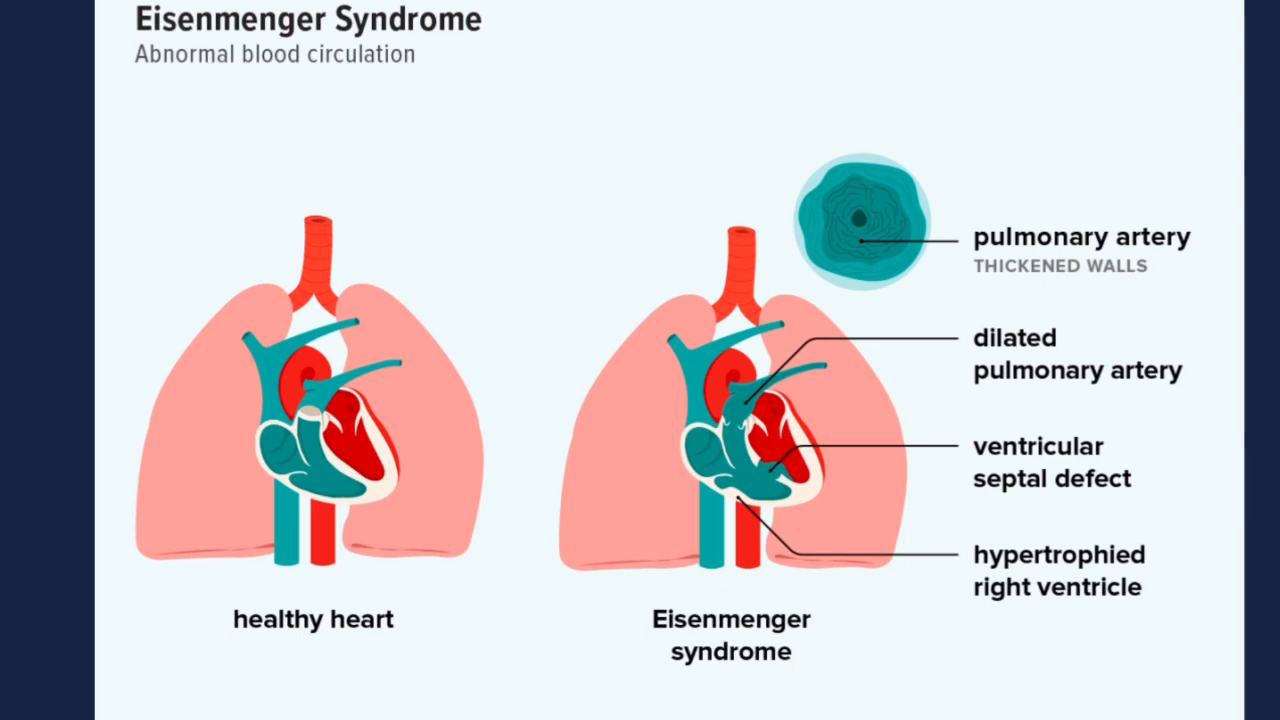 Eisenmenger Syndrome
Abnormal blood circulation
pulmonary artery
THICKENED WALLS
dilated
pulmonary artery
ventricular
septal defect
hypertrophied
right ventricle
healthy heart
Eisenmenger
syndrome